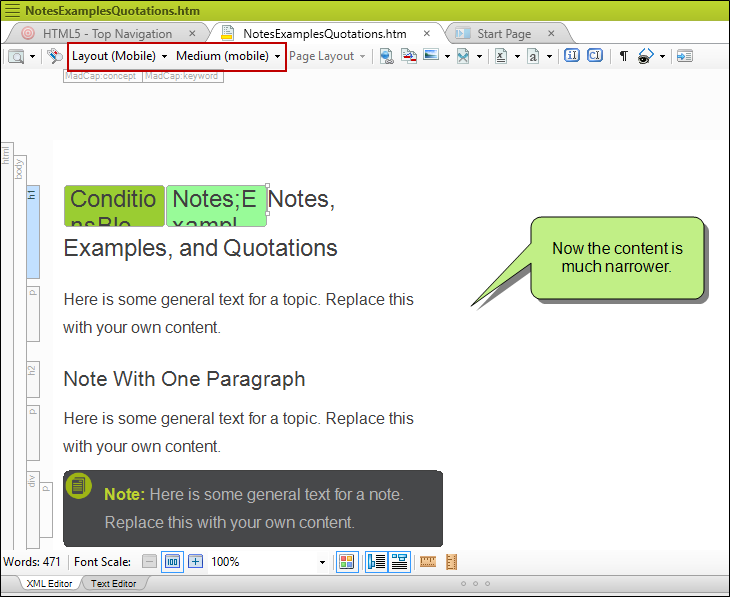 NotesExamplesQuotations.htm
HTML5 - Top Navigation
NotesExamplesQuotations.htm
Start Page
Layout (Mobile)
Medium (mobile)
Page Layout
MadCap:concept
MadCap:keyword
html
body
h1
Conditio
nsBlo
Notes;E
xampl
Notes,
Examples, and Quotations
Now the content is
much narrower.
p
Here is some general text for a topic. Replace this
with your own content.
h2
Note With One Paragraph
p
Here is some general text for a topic. Replace this
with your own content.
div
p
Note: Here is some general text for a note.
Replace this with your own content.
Words: 471
Font Scale:
100
100%
XML Editor
Text Editor